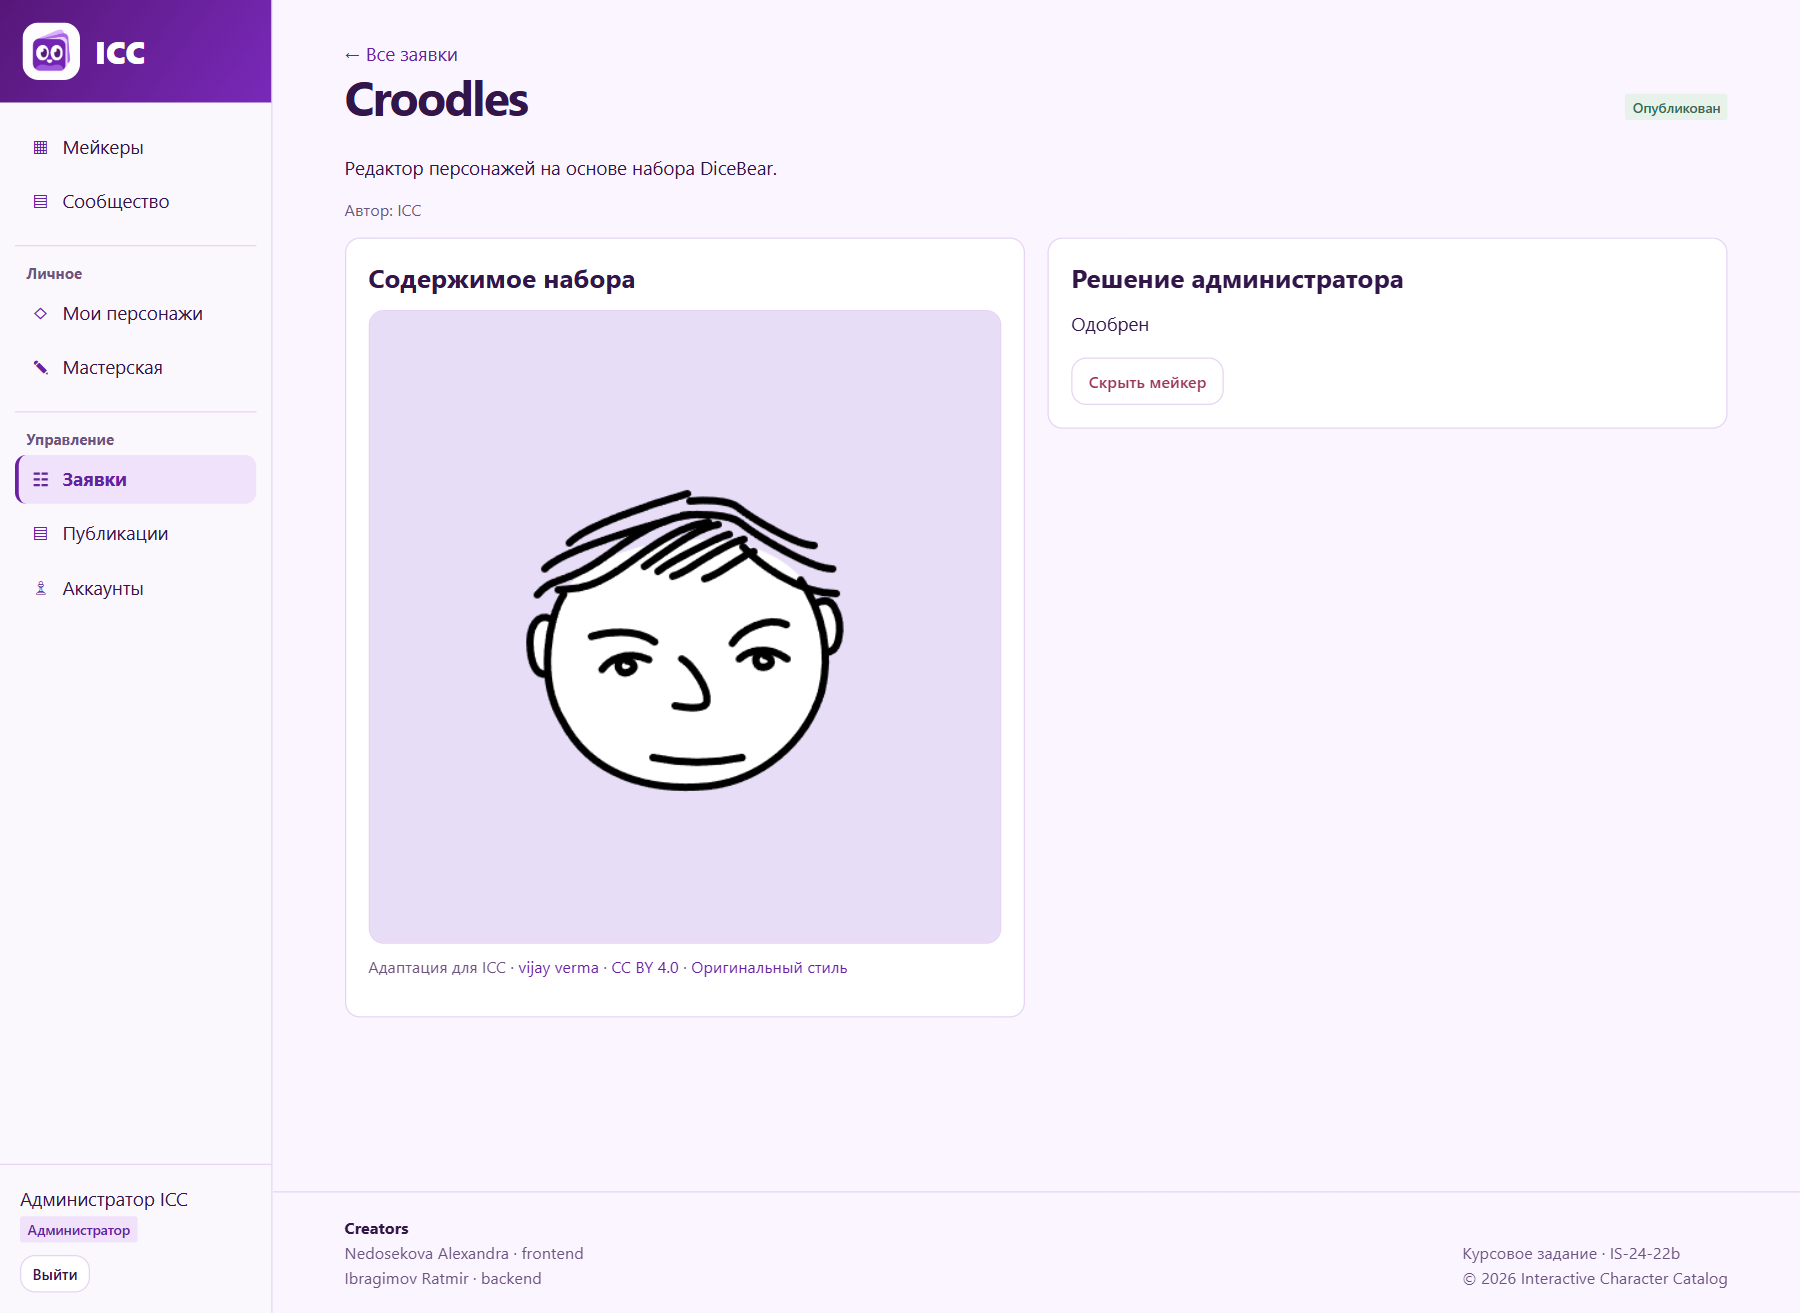 ICC
Мейкеры
Сообщество
Личное
Мои персонажи
Мастерская
Управление
Заявки
Публикации
Аккаунты
Администратор ICC
Администратор
Выйти
← Все заявки
Croodles
Опубликован
Редактор персонажей на основе набора DiceBear.
Автор: ICC
Содержимое набора
Адаптация для ICC · vijay verma · CC BY 4.0 · Оригинальный стиль
Решение администратора
Одобрен
Скрыть мейкер
Creators
Nedosekova Alexandra · frontend
Ibragimov Ratmir · backend
Курсовое задание · IS-24-22b
© 2026 Interactive Character Catalog